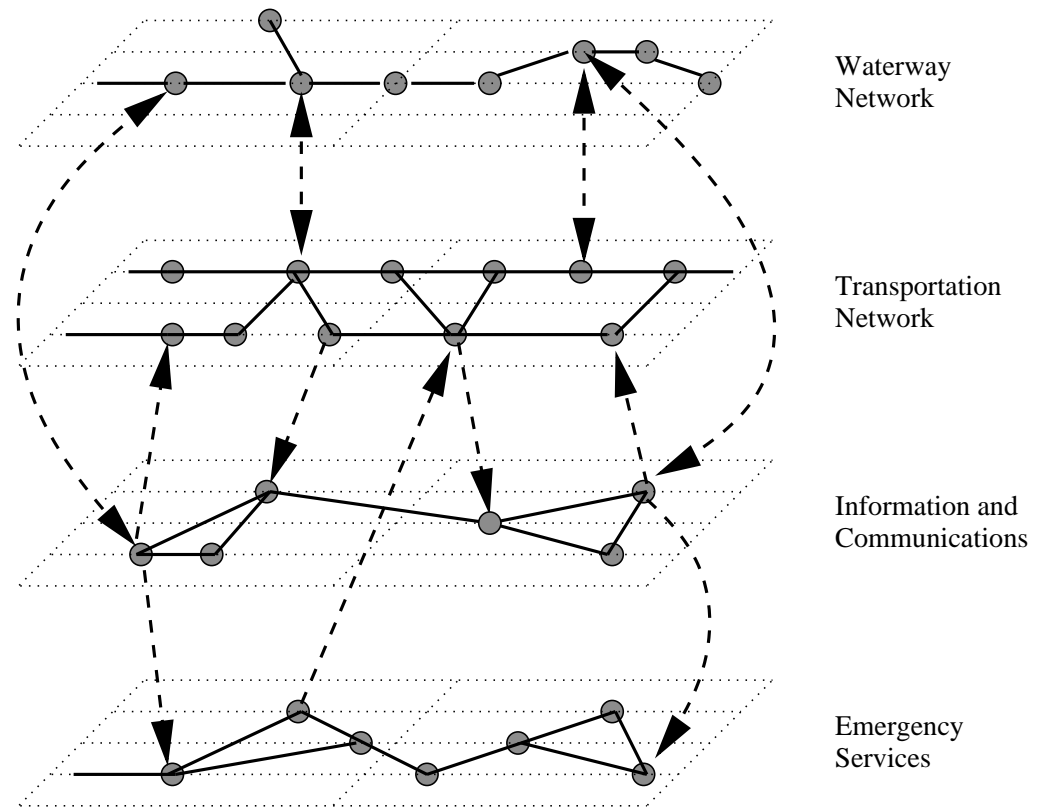 Waterway
Network
Transportation
Network
Information and
Communications
Emergency
Services